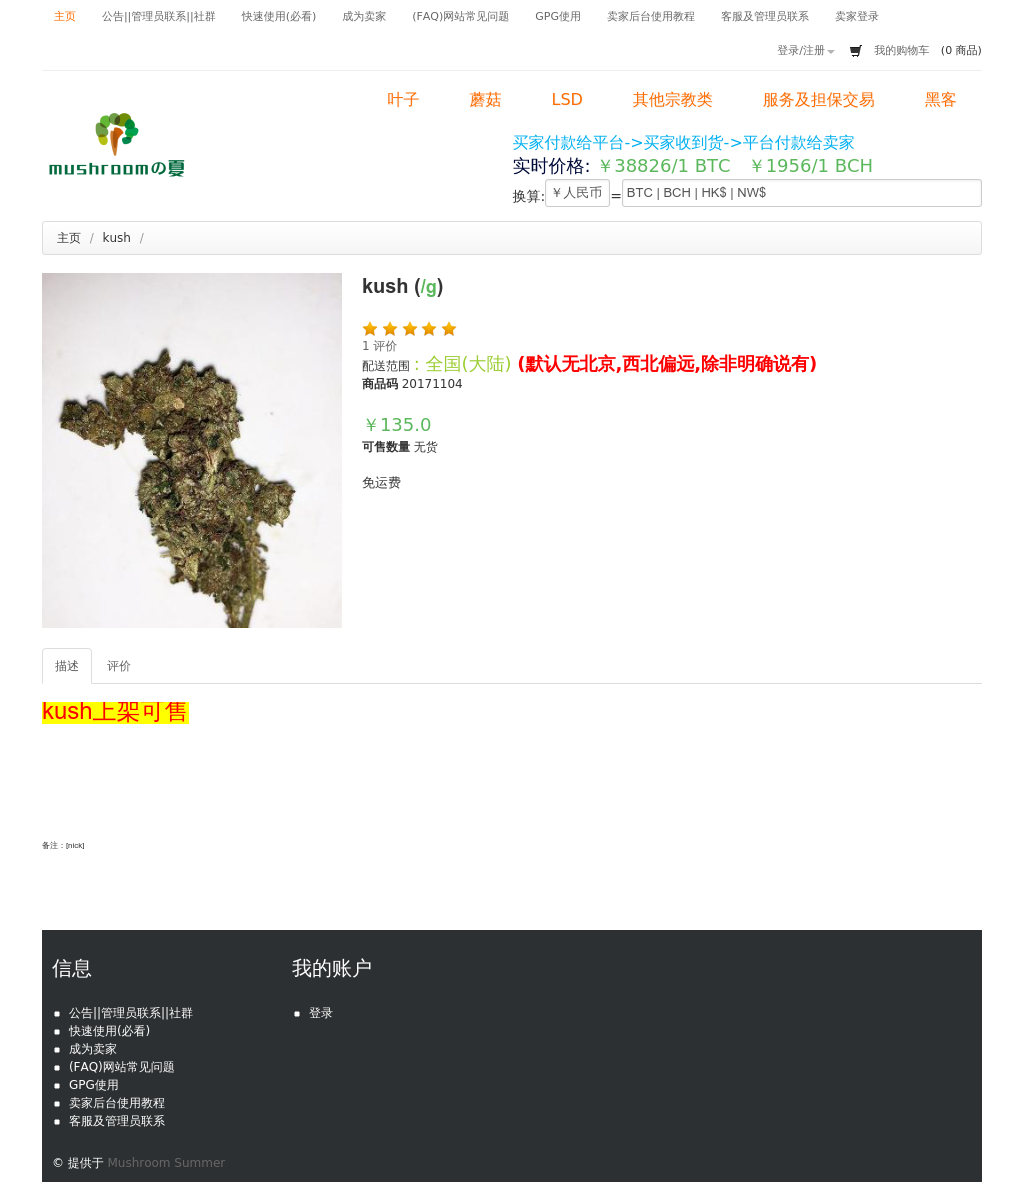 主页 公告||管理员联系||社群 快速使用(必看) 成为卖家 (FAQ)网站常见问题 GPG使用 卖家后台使用教程 客服及管理员联系 卖家登录
登录/注册 我的购物车 (0 商品)
叶子 蘑菇 LSD 其他宗教类 服务及担保交易 黑客
mushroomの夏
买家付款给平台->买家收到货->平台付款给卖家
实时价格: ￥38826/1 BTC ￥1956/1 BCH
换算: ￥人民币 = BTC | BCH | HK$ | NW$
主页 / kush /
kush (/g)
1 评价
配送范围 : 全国(大陆) (默认无北京,西北偏远,除非明确说有)
商品码 20171104
￥135.0
可售数量 无货
免运费
描述 评价
kush上架可售
备注：[nick]
信息
公告||管理员联系||社群
快速使用(必看)
成为卖家
(FAQ)网站常见问题
GPG使用
卖家后台使用教程
客服及管理员联系
我的账户
登录
© 提供于 Mushroom Summer